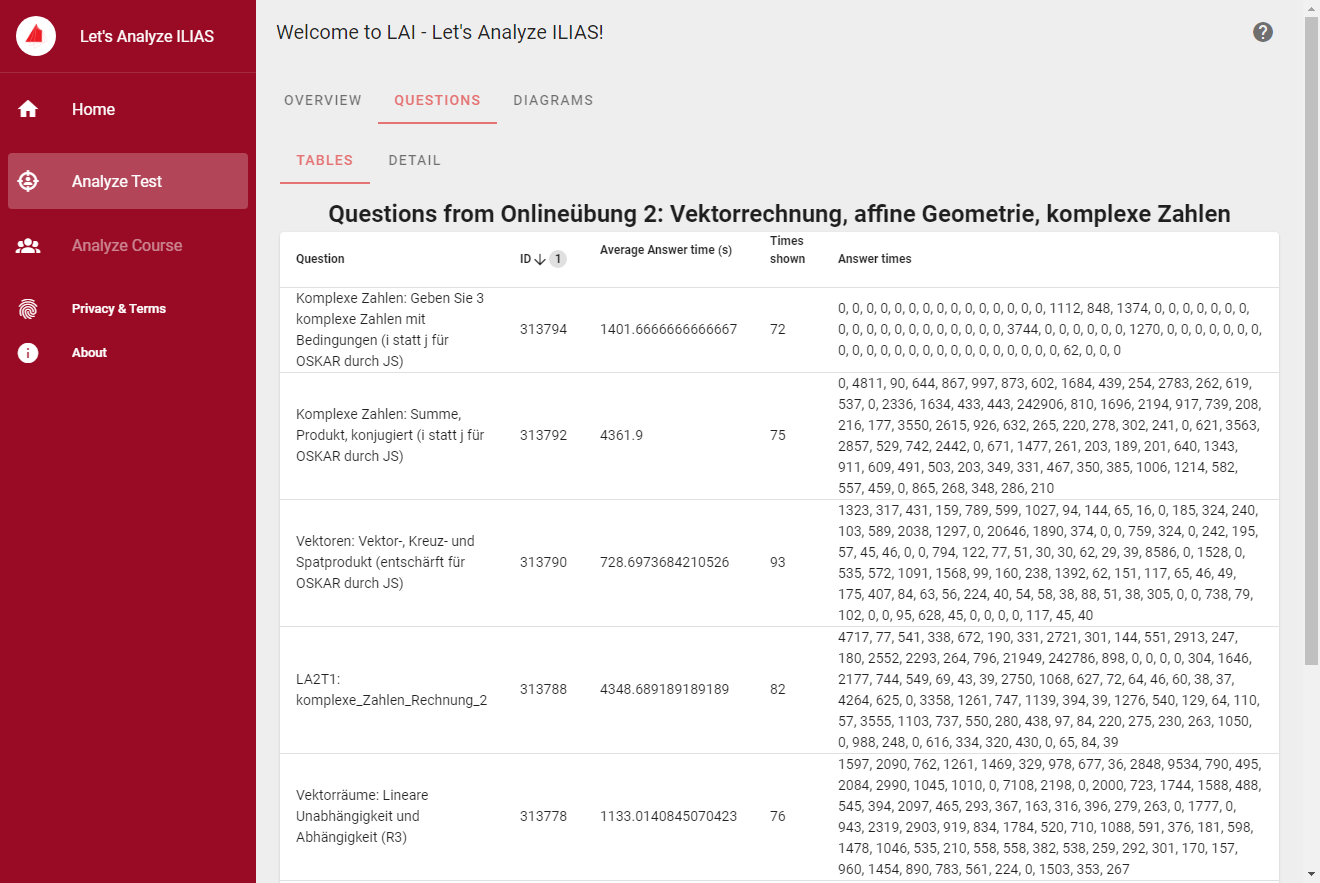 Let's Analyze ILIAS
Welcome to LAI - Let's Analyze ILIAS!
?
Home
OVERVIEW QUESTIONS DIAGRAMS
Analyze Test
TABLES DETAIL
Analyze Course
Privacy & Terms
About
Questions from Onlineübung 2: Vektorrechnung, affine Geometrie, komplexe Zahlen
Question ID 1 Average Answer time (s) Times shown Answer times
Komplexe Zahlen: Geben Sie 3
komplexe Zahlen mit
Bedingungen (i statt j für
OSKAR durch JS)
313794 1401.6666666666667 72
0, 0, 0, 0, 0, 0, 0, 0, 0, 0, 0, 0, 0, 0, 0, 1112, 848, 1374, 0, 0, 0, 0, 0, 0, 0,
0, 0, 0, 0, 0, 0, 0, 0, 0, 0, 0, 0, 3744, 0, 0, 0, 0, 0, 0, 1270, 0, 0, 0, 0, 0, 0, 0,
0, 0, 0, 0, 0, 0, 0, 0, 0, 0, 0, 0, 0, 0, 0, 0, 62, 0, 0, 0
Komplexe Zahlen: Summe,
Produkt, konjugiert (i statt j für
OSKAR durch JS)
313792 4361.9 75
0, 4811, 90, 644, 867, 997, 873, 602, 1684, 439, 254, 2783, 262, 619,
537, 0, 2336, 1634, 433, 443, 242906, 810, 1696, 2194, 917, 739, 208,
216, 177, 3550, 2615, 926, 632, 265, 220, 278, 302, 241, 0, 621, 3563,
2857, 529, 742, 2442, 0, 671, 1477, 261, 203, 189, 201, 640, 1343,
911, 609, 491, 503, 203, 349, 331, 467, 350, 385, 1006, 1214, 582,
557, 459, 0, 865, 268, 348, 286, 210
Vektoren: Vektor-, Kreuz- und
Spatprodukt (entschärft für
OSKAR durch JS)
313790 728.6973684210526 93
1323, 317, 431, 159, 789, 599, 1027, 94, 144, 65, 16, 0, 185, 324, 240,
103, 589, 2038, 1297, 0, 20646, 1890, 374, 0, 0, 759, 324, 0, 242, 195,
57, 45, 46, 0, 0, 794, 122, 77, 51, 30, 30, 62, 29, 39, 8586, 0, 1528, 0,
535, 572, 1091, 1568, 99, 160, 238, 1392, 62, 151, 117, 65, 46, 49,
175, 407, 84, 63, 56, 224, 40, 54, 58, 38, 88, 51, 38, 305, 0, 0, 738, 79,
102, 0, 0, 95, 628, 45, 0, 0, 0, 0, 117, 45, 40
LA2T1:
komplexe_Zahlen_Rechnung_2
313788 4348.689189189189 82
4717, 77, 541, 338, 672, 190, 331, 2721, 301, 144, 551, 2913, 247,
180, 2552, 2293, 264, 796, 21949, 242786, 898, 0, 0, 0, 0, 304, 1646,
2177, 744, 549, 69, 43, 39, 2750, 1068, 627, 72, 64, 46, 60, 38, 37,
4264, 625, 0, 3358, 1261, 747, 1139, 394, 39, 1276, 540, 129, 64, 110,
57, 3555, 1103, 737, 550, 280, 438, 97, 84, 220, 275, 230, 263, 1050,
0, 988, 248, 0, 616, 334, 320, 430, 0, 65, 84, 39
Vektorräume: Lineare
Unabhängigkeit und
Abhängigkeit (R3)
313778 1133.0140845070423 76
1597, 2090, 762, 1261, 1469, 329, 978, 677, 36, 2848, 9534, 790, 495,
2084, 2990, 1045, 1010, 0, 7108, 2198, 0, 2000, 723, 1744, 1588, 488,
545, 394, 2097, 465, 293, 367, 163, 316, 396, 279, 263, 0, 1777, 0,
943, 2319, 2903, 919, 834, 1784, 520, 710, 1088, 591, 376, 181, 598,
1478, 1046, 535, 210, 558, 558, 382, 538, 259, 292, 301, 170, 157,
960, 1454, 890, 783, 561, 224, 0, 1503, 353, 267